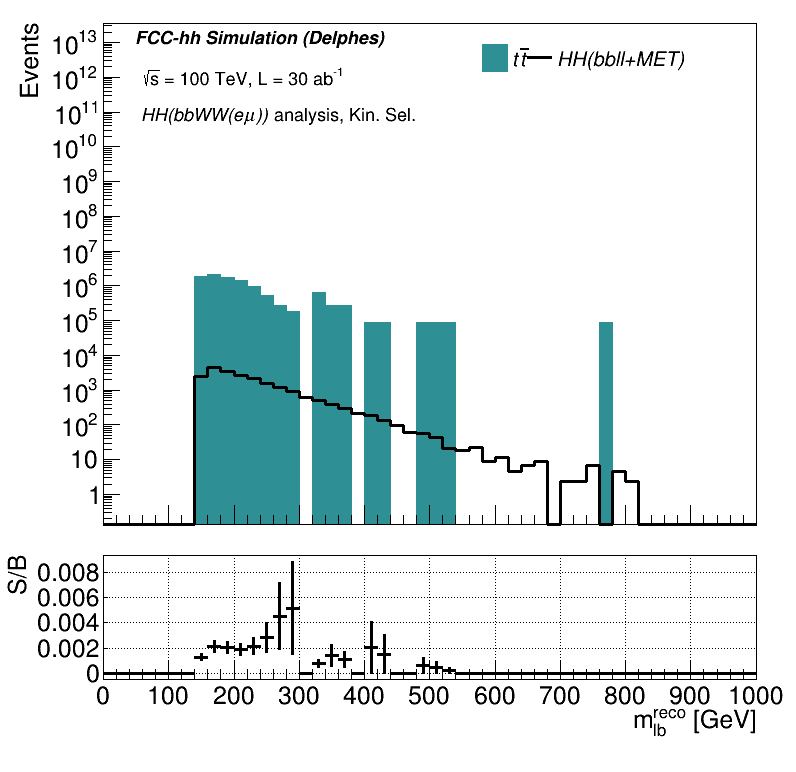 Events
FCC-hh Simulation (Delphes)
√s = 100 TeV, L = 30 ab⁻¹
HH(bbWW(eμ)) analysis, Kin. Sel.
tt̅
HH(bbll+MET)
10¹³
10¹²
10¹¹
10¹⁰
10⁹
10⁸
10⁷
10⁶
10⁵
10⁴
10³
10²
10
1
S/B
0.008
0.006
0.004
0.002
0
0 100 200 300 400 500 600 700 800 900 1000
m_lb^reco [GeV]